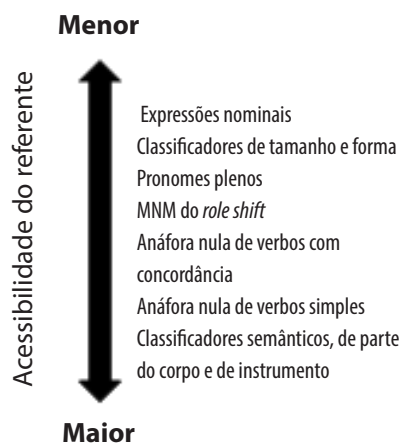 Menor
Acessibilidade do referente
Expressões nominais
Classificadores de tamanho e forma
Pronomes plenos
MNM do role shift
Anáfora nula de verbos com
concordância
Anáfora nula de verbos simples
Classificadores semânticos, de parte
do corpo e de instrumento
Maior